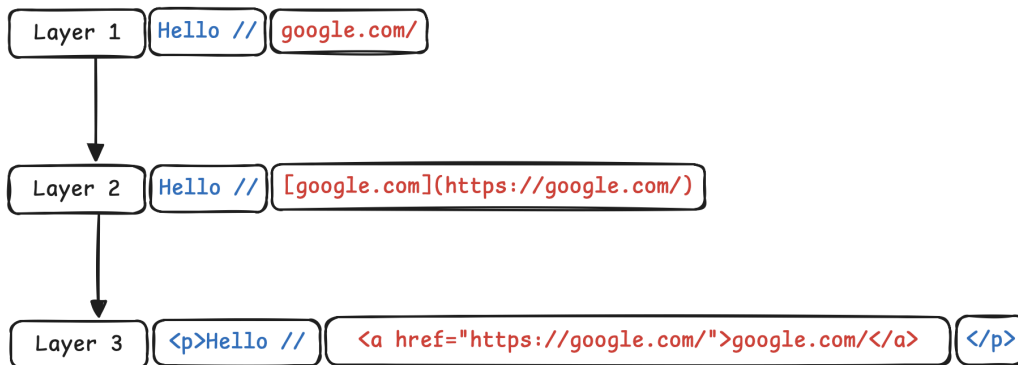 Layer 1 Hello // google.com/
Layer 2 Hello // [google.com](https://google.com/)
Layer 3 <p>Hello // <a href="https://google.com/">google.com/</a> </p>